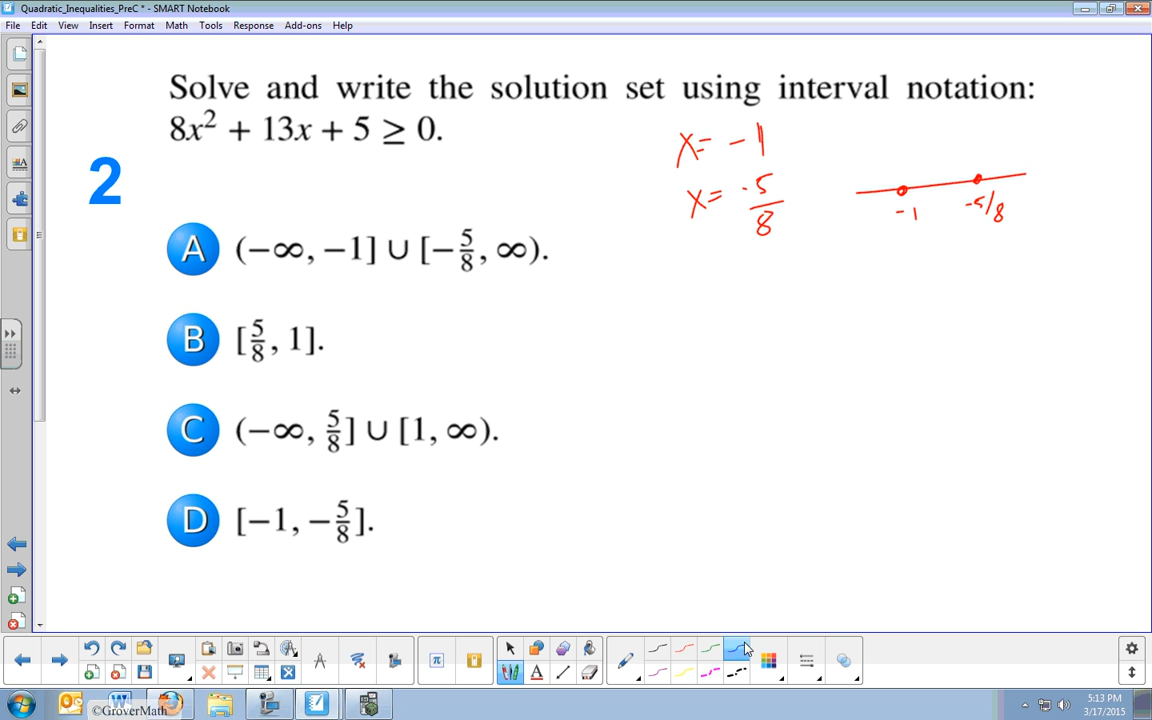 Quadratic_Inequalities_PreC * - SMART Notebook
File Edit View Insert Format Math Tools Text Response Add-ons Help
Solve and write the solution set using interval notation:
8x² + 13x + 5 ≥ 0.
2
x = -1
x = -5/8
-1 -5/8
A (−∞, −1] ∪ [−5/8, ∞).
B [5/8, 1].
C (−∞, 5/8] ∪ [1, ∞).
D [−1, −5/8].
π
A
©GroverMath
5:13 PM
3/17/2015